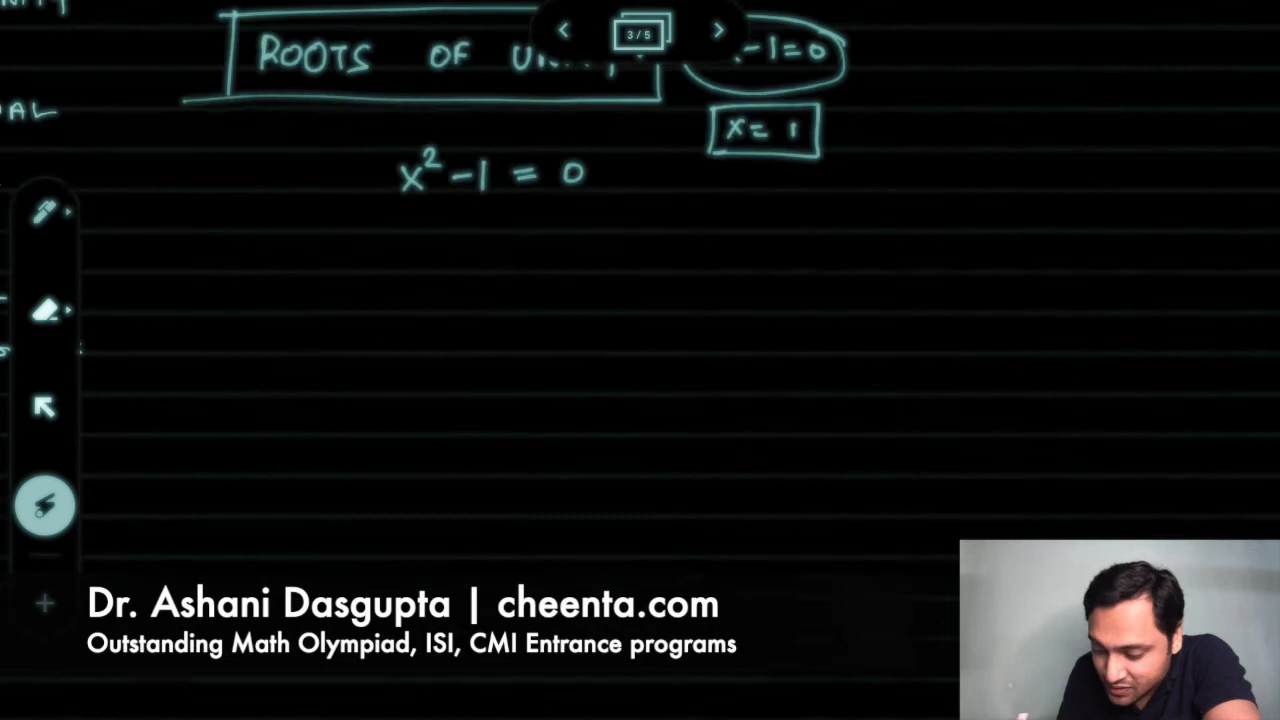 ROOTS OF
-1=0
3/5
x= 1
AL
x²-1 = 0
Dr. Ashani Dasgupta | cheenta.com
Outstanding Math Olympiad, ISI, CMI Entrance programs